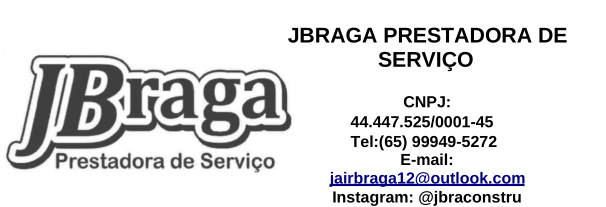 JBraga
Prestadora de Serviço
JBRAGA PRESTADORA DE
SERVIÇO
CNPJ:
44.447.525/0001-45
Tel:(65) 99949-5272
E-mail:
jairbraga12@outlook.com
Instagram: @jbraconstru